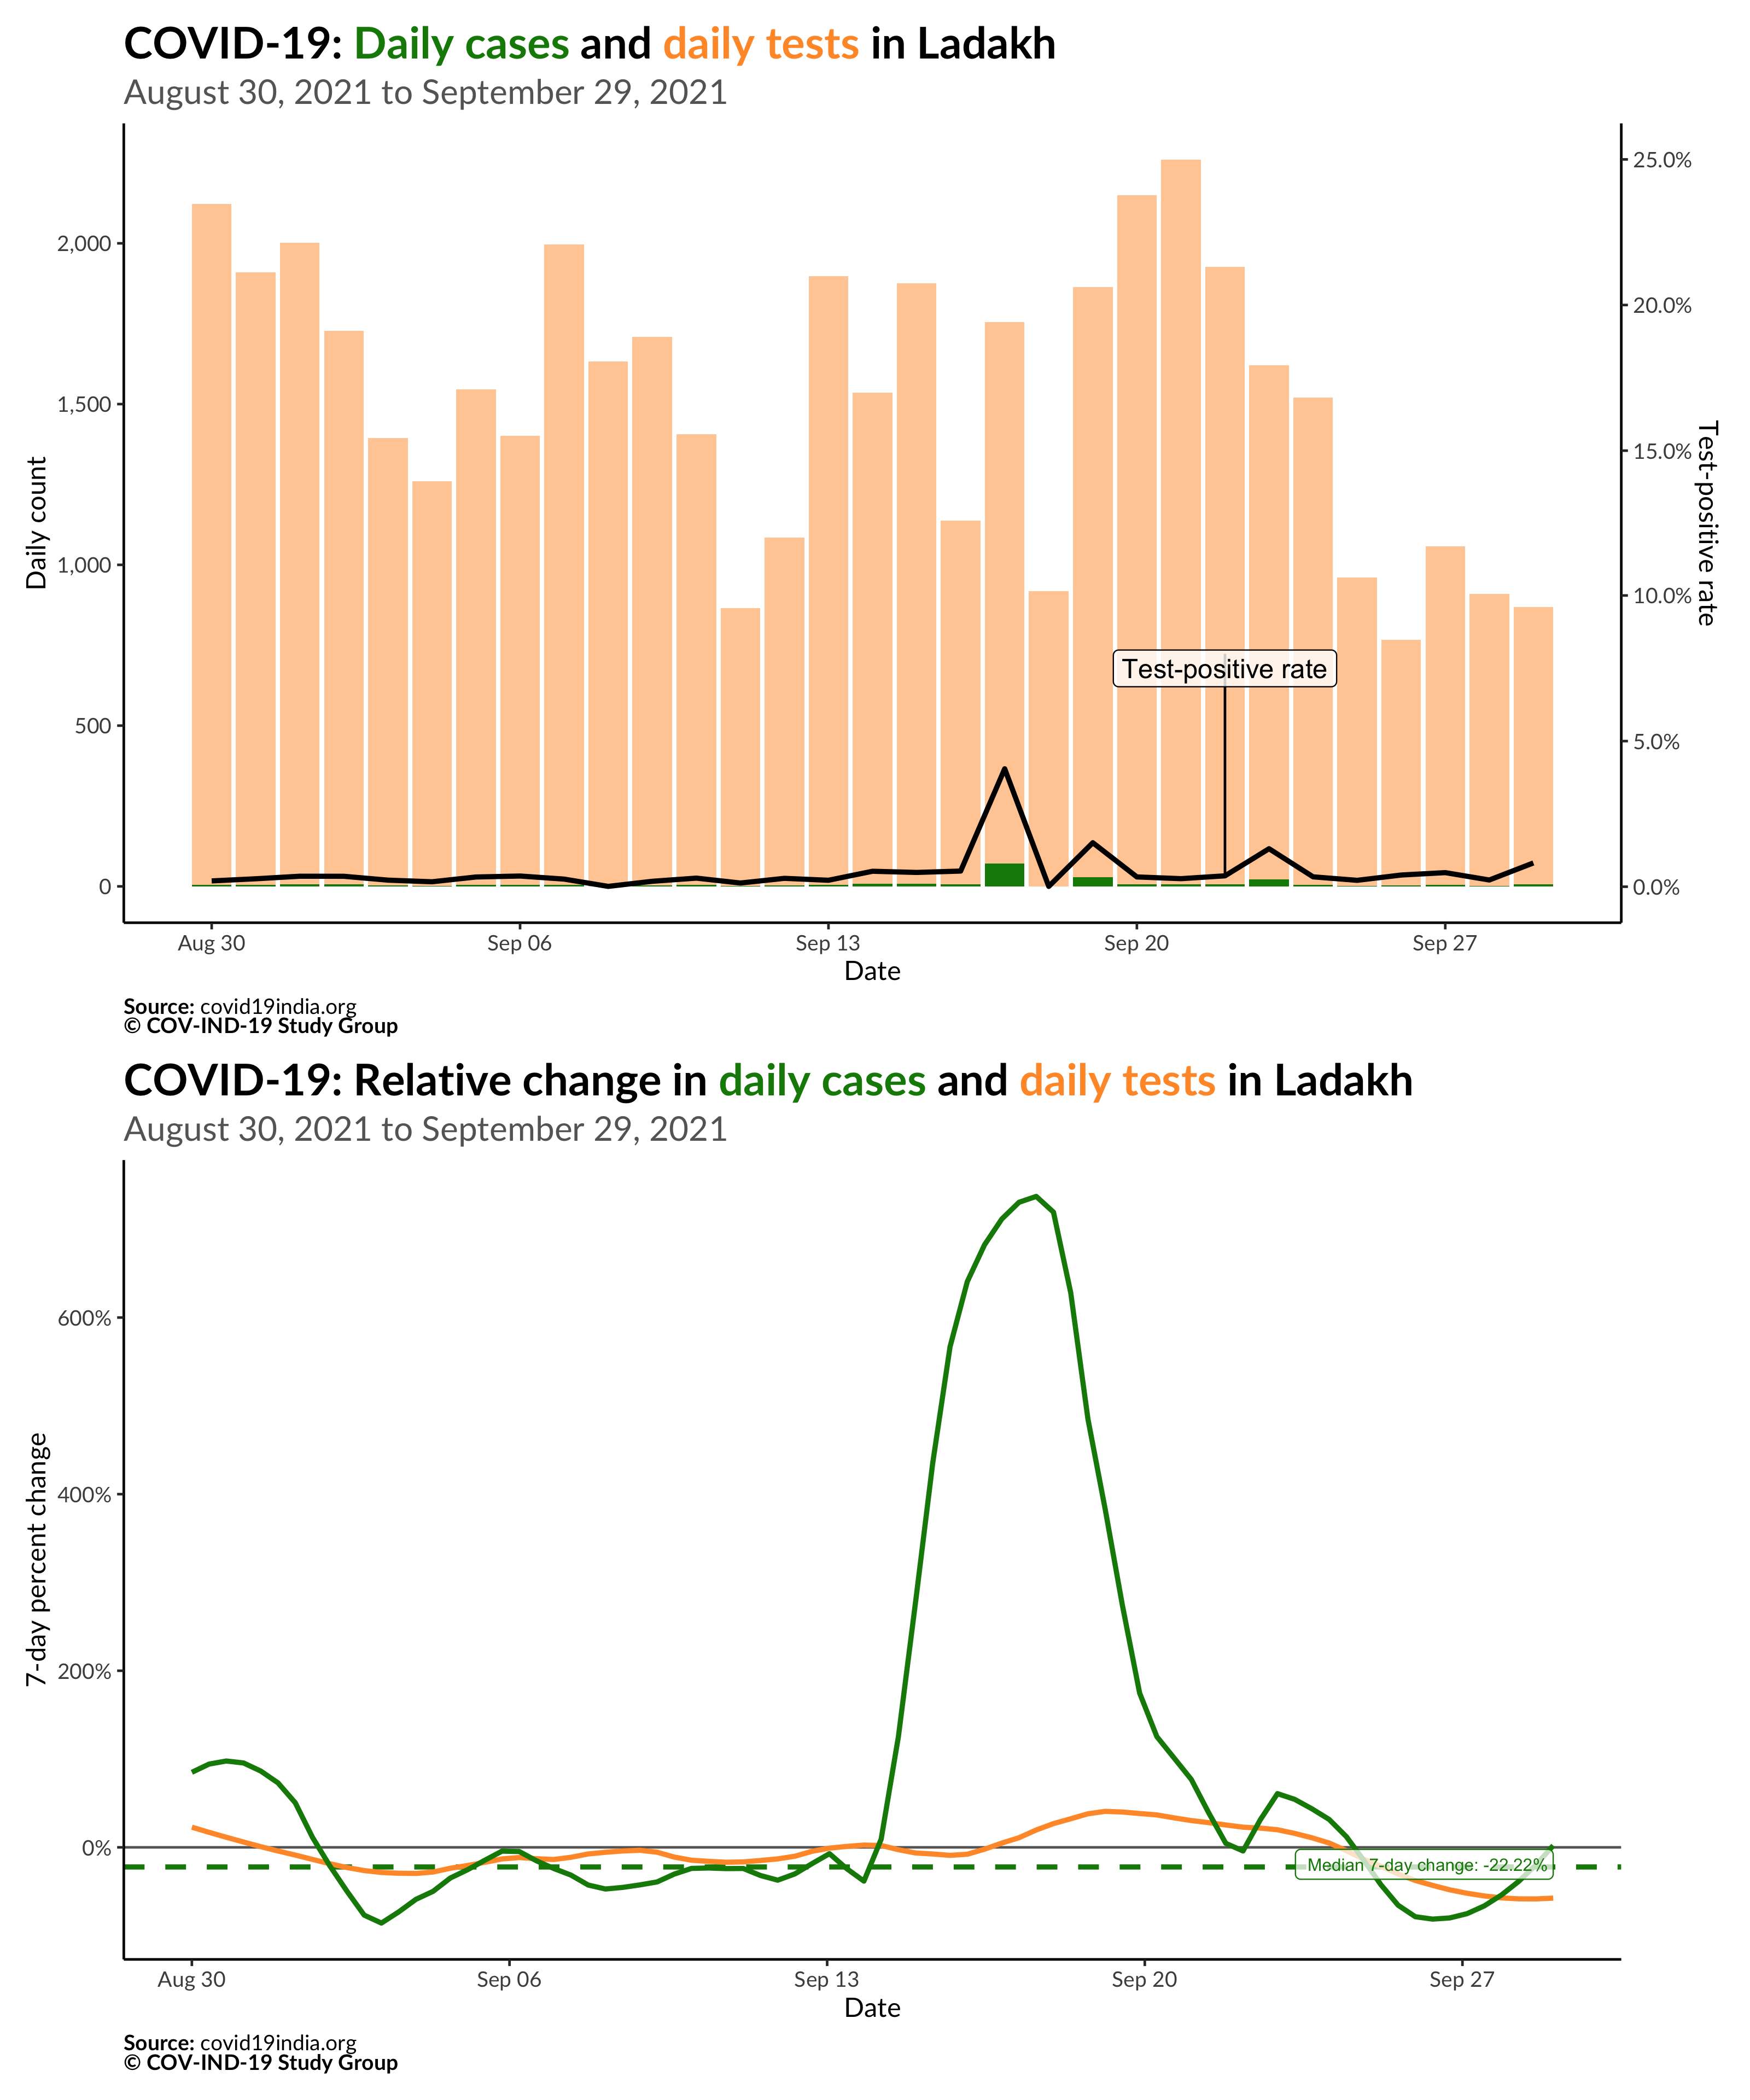 COVID-19: Daily cases and daily tests in Ladakh
August 30, 2021 to September 29, 2021
Daily count
2,000
1,500
1,000
500
0
25.0%
20.0%
15.0%
10.0%
5.0%
0.0%
Test-positive rate
Test-positive rate
Aug 30
Sep 06
Sep 13
Sep 20
Sep 27
Date
Source: covid19india.org
© COV-IND-19 Study Group
COVID-19: Relative change in daily cases and daily tests in Ladakh
August 30, 2021 to September 29, 2021
7-day percent change
600%
400%
200%
0%
Median 7-day change: -22.22%
Aug 30
Sep 06
Sep 13
Sep 20
Sep 27
Date
Source: covid19india.org
© COV-IND-19 Study Group